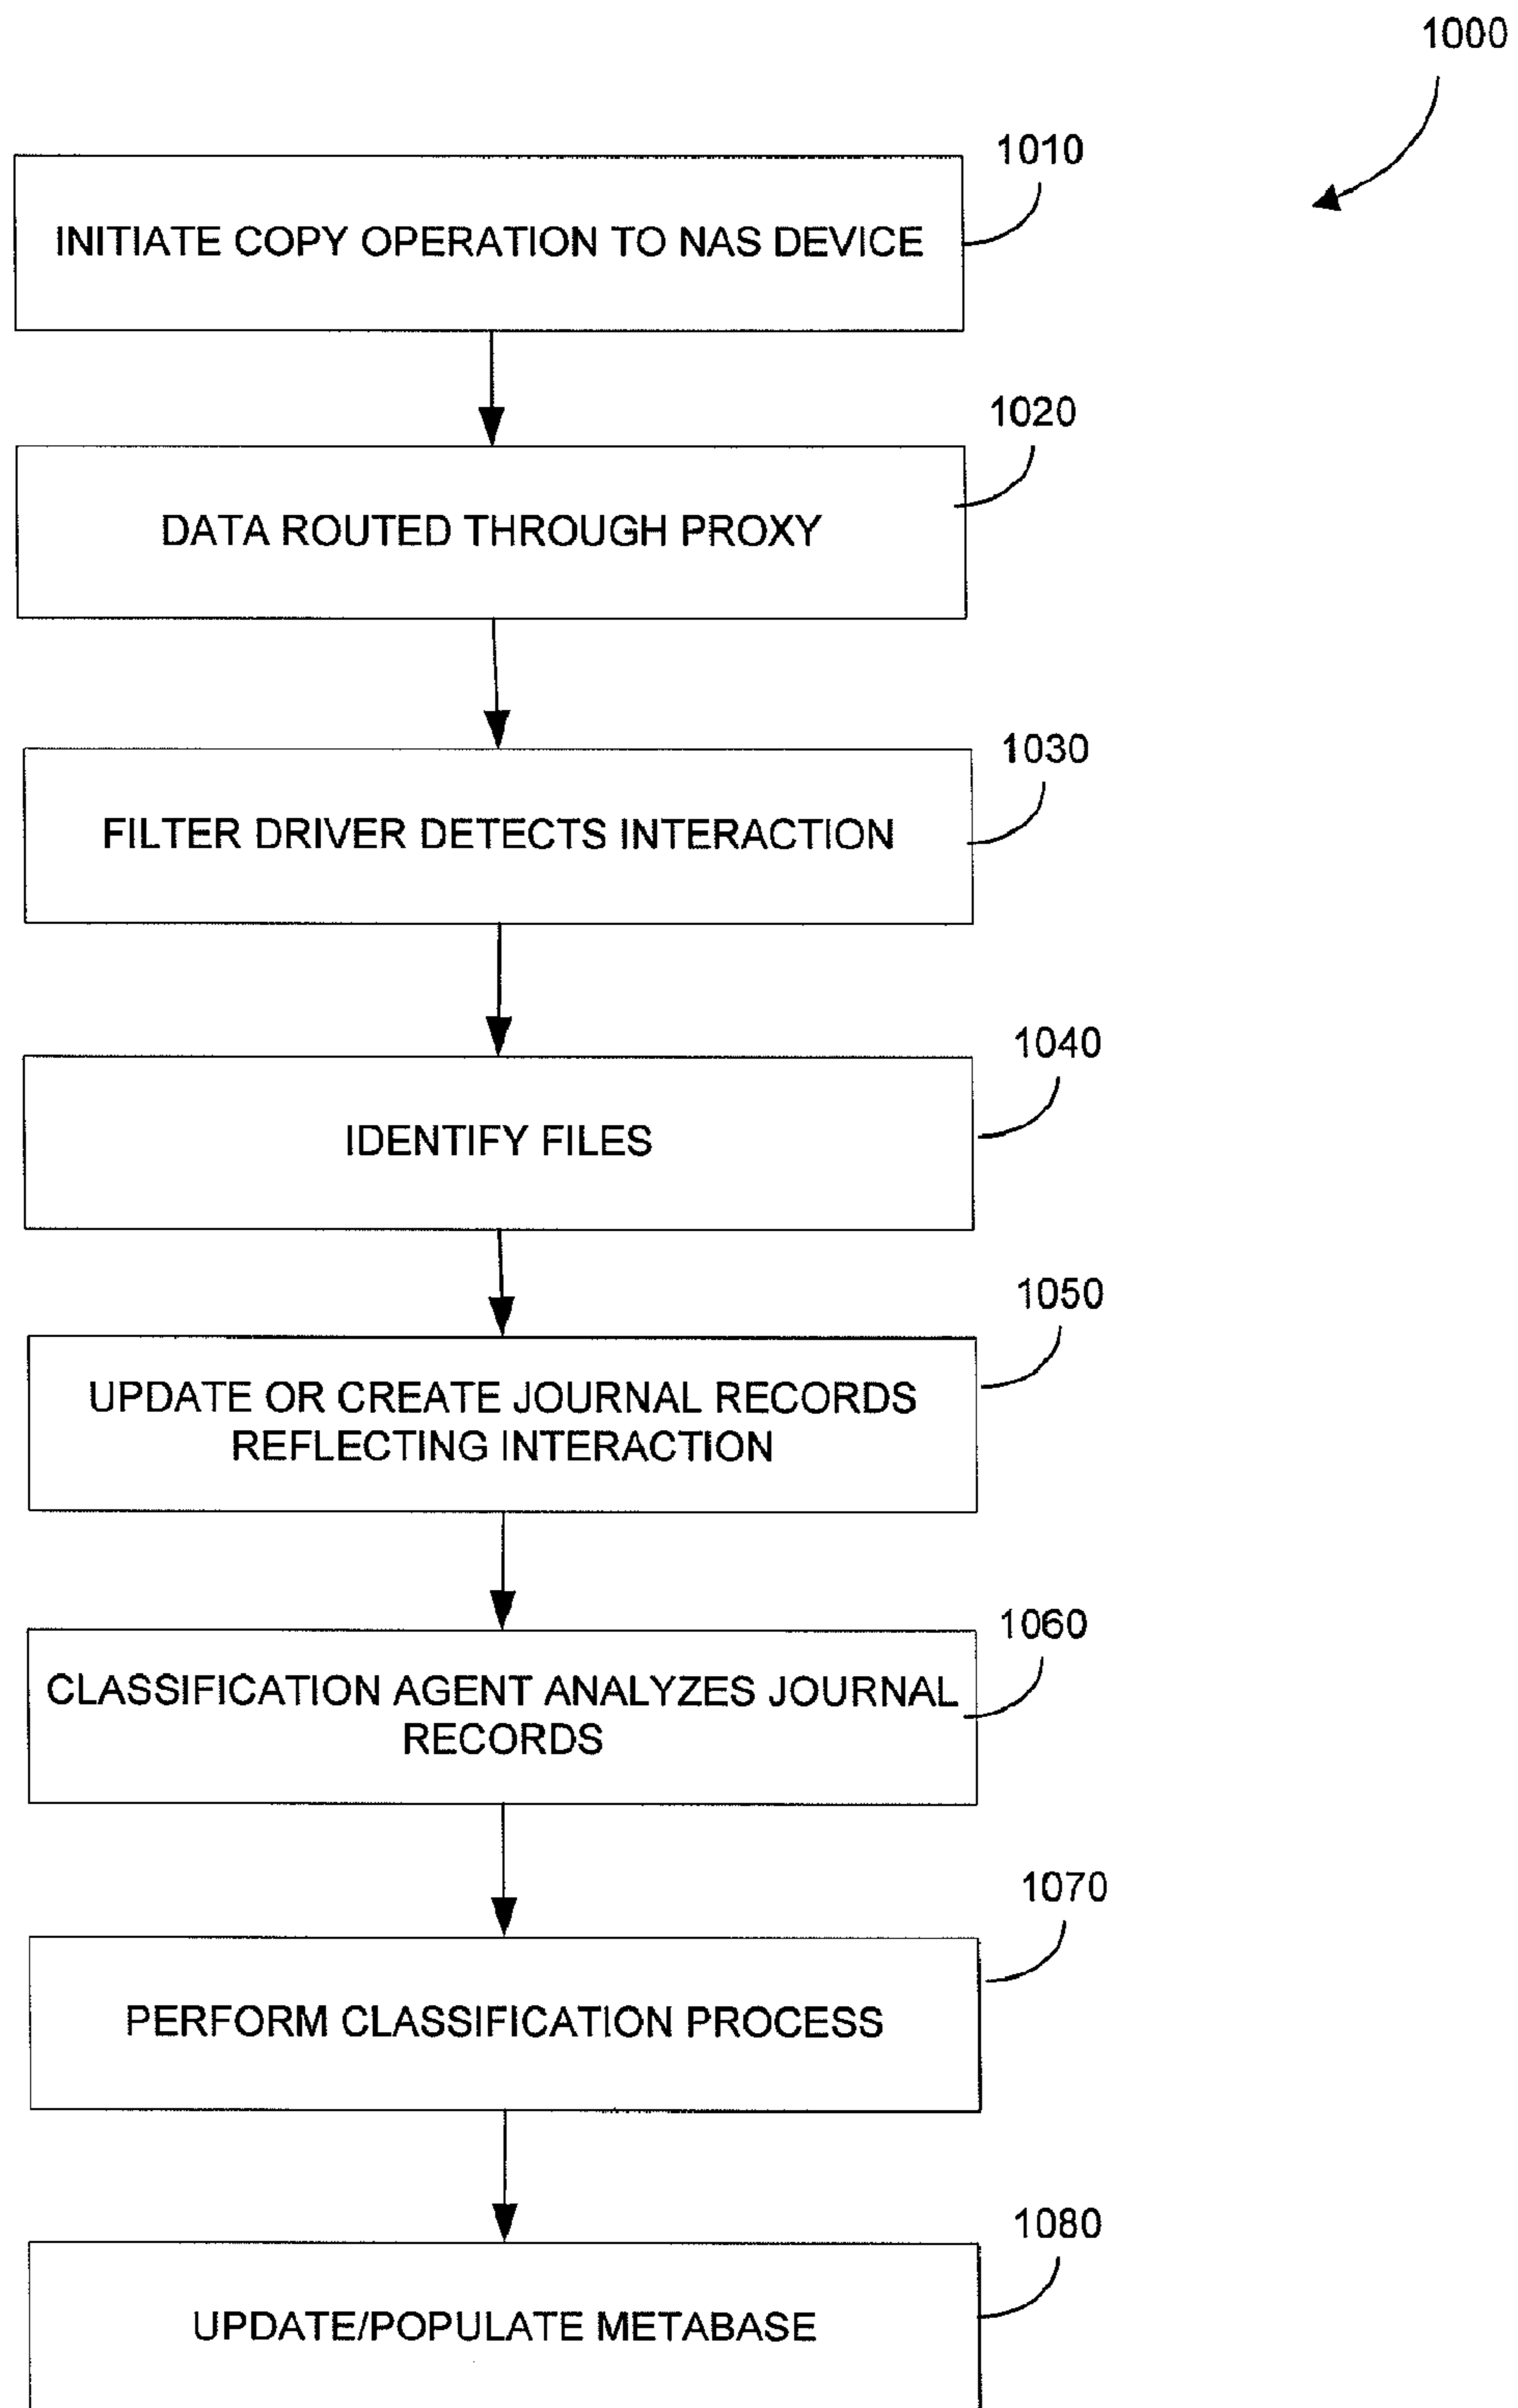 1000
1010
INITIATE COPY OPERATION TO NAS DEVICE
1020
DATA ROUTED THROUGH PROXY
1030
FILTER DRIVER DETECTS INTERACTION
1040
IDENTIFY FILES
1050
UPDATE OR CREATE JOURNAL RECORDS
REFLECTING INTERACTION
1060
CLASSIFICATION AGENT ANALYZES JOURNAL
RECORDS
1070
PERFORM CLASSIFICATION PROCESS
1080
UPDATE/POPULATE METABASE